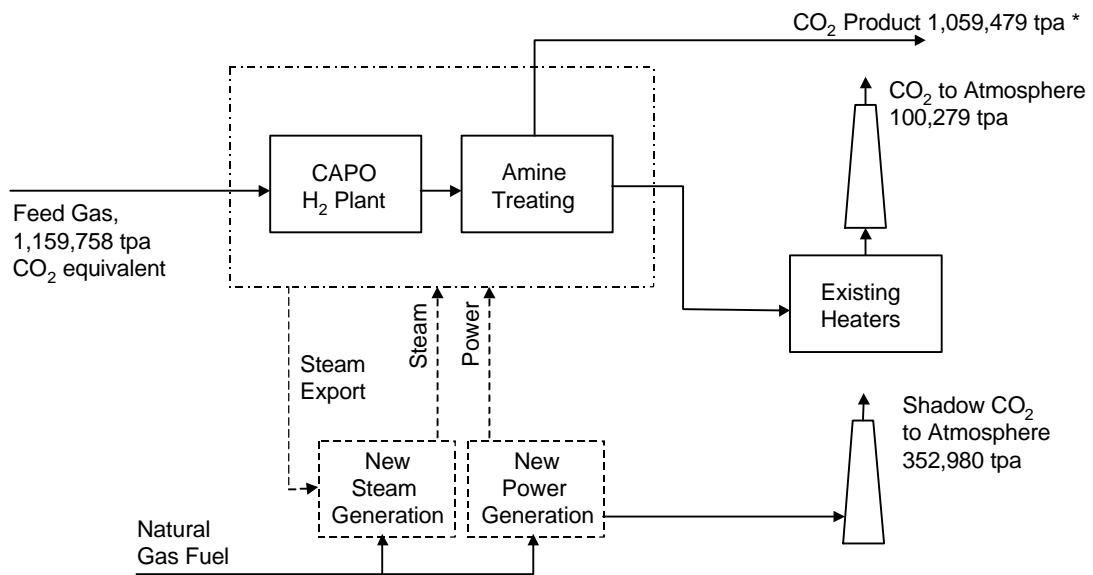 CO₂ Product 1,059,479 tpa *
CO₂ to Atmosphere
100,279 tpa
CAPO
H₂ Plant
Amine
Treating
Feed Gas,
1,159,758 tpa
CO₂ equivalent
Existing
Heaters
Steam
Power
Steam
Export
Shadow CO₂
to Atmosphere
352,980 tpa
New
Steam
Generation
New
Power
Generation
Natural
Gas Fuel